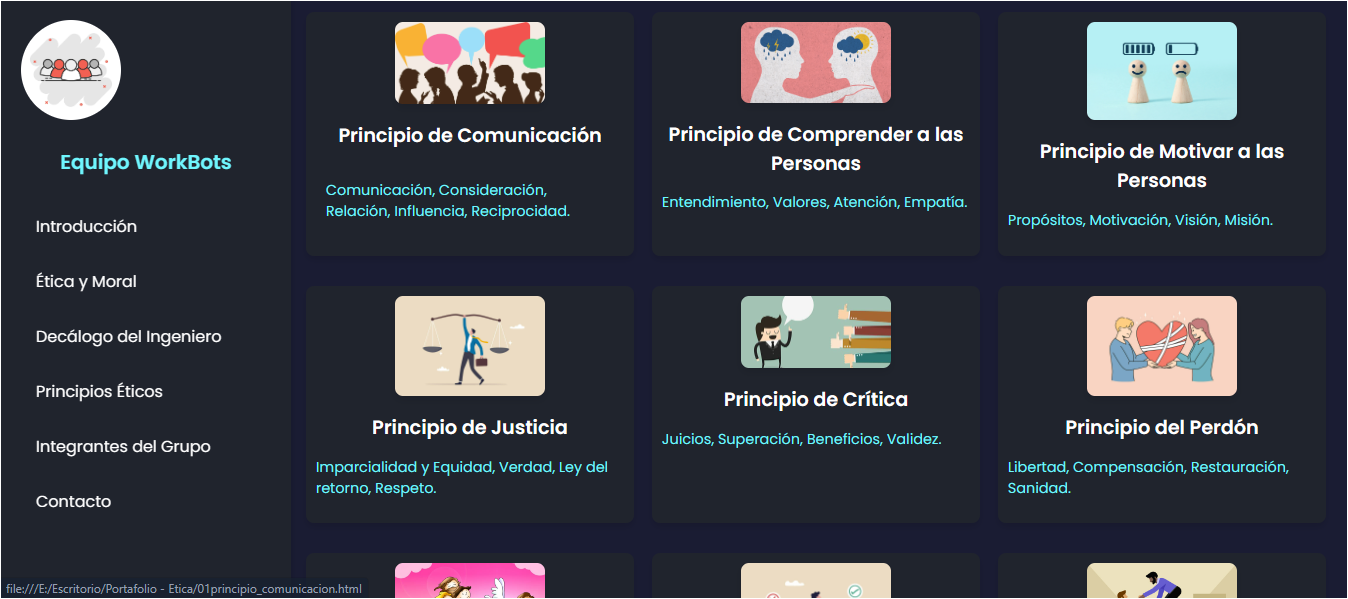 Equipo WorkBots
Introducción
Ética y Moral
Decálogo del Ingeniero
Principios Éticos
Integrantes del Grupo
Contacto
Principio de Comunicación
Comunicación, Consideración,
Relación, Influencia, Reciprocidad.
Principio de Comprender a las
Personas
Entendimiento, Valores, Atención, Empatía.
Principio de Motivar a las
Personas
Propósitos, Motivación, Visión, Misión.
Principio de Justicia
Imparcialidad y Equidad, Verdad, Ley del
retorno, Respeto.
Principio de Crítica
Juicios, Superación, Beneficios, Validez.
Principio del Perdón
Libertad, Compensación, Restauración,
Sanidad.
file:///E:/Escritorio/Portafolio - Etica/01principio_comunicacion.html